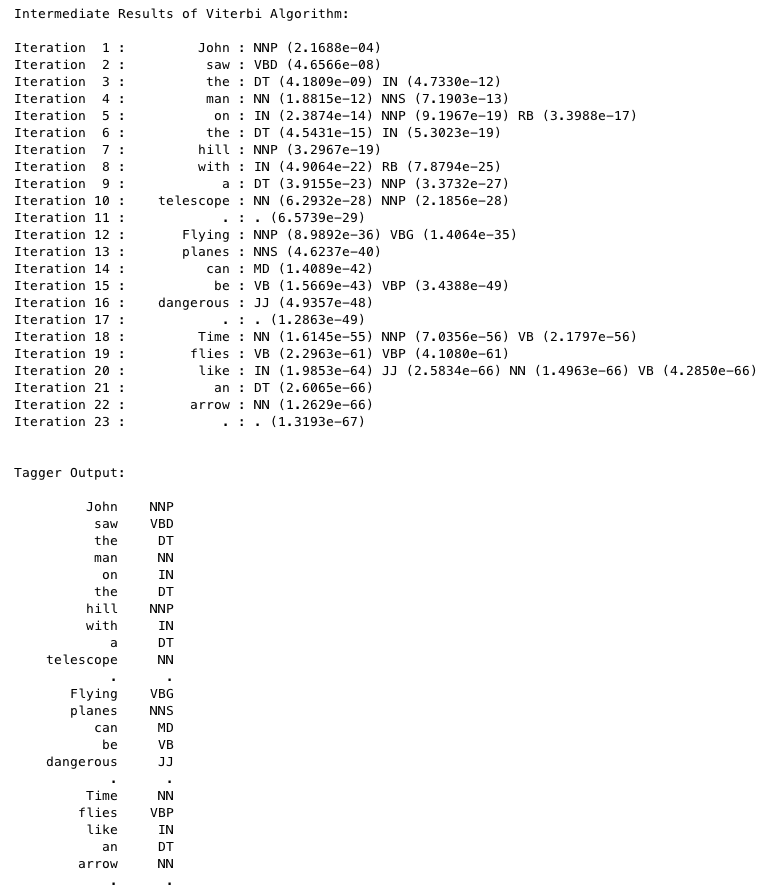 Intermediate Results of Viterbi Algorithm:
Iteration  1 :         John : NNP (2.1688e-04)
Iteration  2 :          saw : VBD (4.6566e-08)
Iteration  3 :          the : DT (4.1809e-09) IN (4.7330e-12)
Iteration  4 :          man : NN (1.8815e-12) NNS (7.1903e-13)
Iteration  5 :           on : IN (2.3874e-14) NNP (9.1967e-19) RB (3.3988e-17)
Iteration  6 :          the : DT (4.5431e-15) IN (5.3023e-19)
Iteration  7 :         hill : NNP (3.2967e-19)
Iteration  8 :         with : IN (4.9064e-22) RB (7.8794e-25)
Iteration  9 :            a : DT (3.9155e-23) NNP (3.3732e-27)
Iteration 10 :    telescope : NN (6.2932e-28) NNP (2.1856e-28)
Iteration 11 :            . : . (6.5739e-29)
Iteration 12 :       Flying : NNP (8.9892e-36) VBG (1.4064e-35)
Iteration 13 :       planes : NNS (4.6237e-40)
Iteration 14 :          can : MD (1.4089e-42)
Iteration 15 :           be : VB (1.5669e-43) VBP (3.4388e-49)
Iteration 16 :    dangerous : JJ (4.9357e-48)
Iteration 17 :            . : . (1.2863e-49)
Iteration 18 :         Time : NN (1.6145e-55) NNP (7.0356e-56) VB (2.1797e-56)
Iteration 19 :        flies : VB (2.2963e-61) VBP (4.1080e-61)
Iteration 20 :         like : IN (1.9853e-64) JJ (2.5834e-66) NN (1.4963e-66) VB (4.2850e-66)
Iteration 21 :           an : DT (2.6065e-66)
Iteration 22 :        arrow : NN (1.2629e-66)
Iteration 23 :            . : . (1.3193e-67)
Tagger Output:
John    NNP
saw    VBD
the     DT
man     NN
on     IN
the     DT
hill    NNP
with     IN
a     DT
telescope     NN
.      .
Flying    VBG
planes    NNS
can     MD
be     VB
dangerous     JJ
.      .
Time     NN
flies    VBP
like     IN
an     DT
arrow     NN
.      .